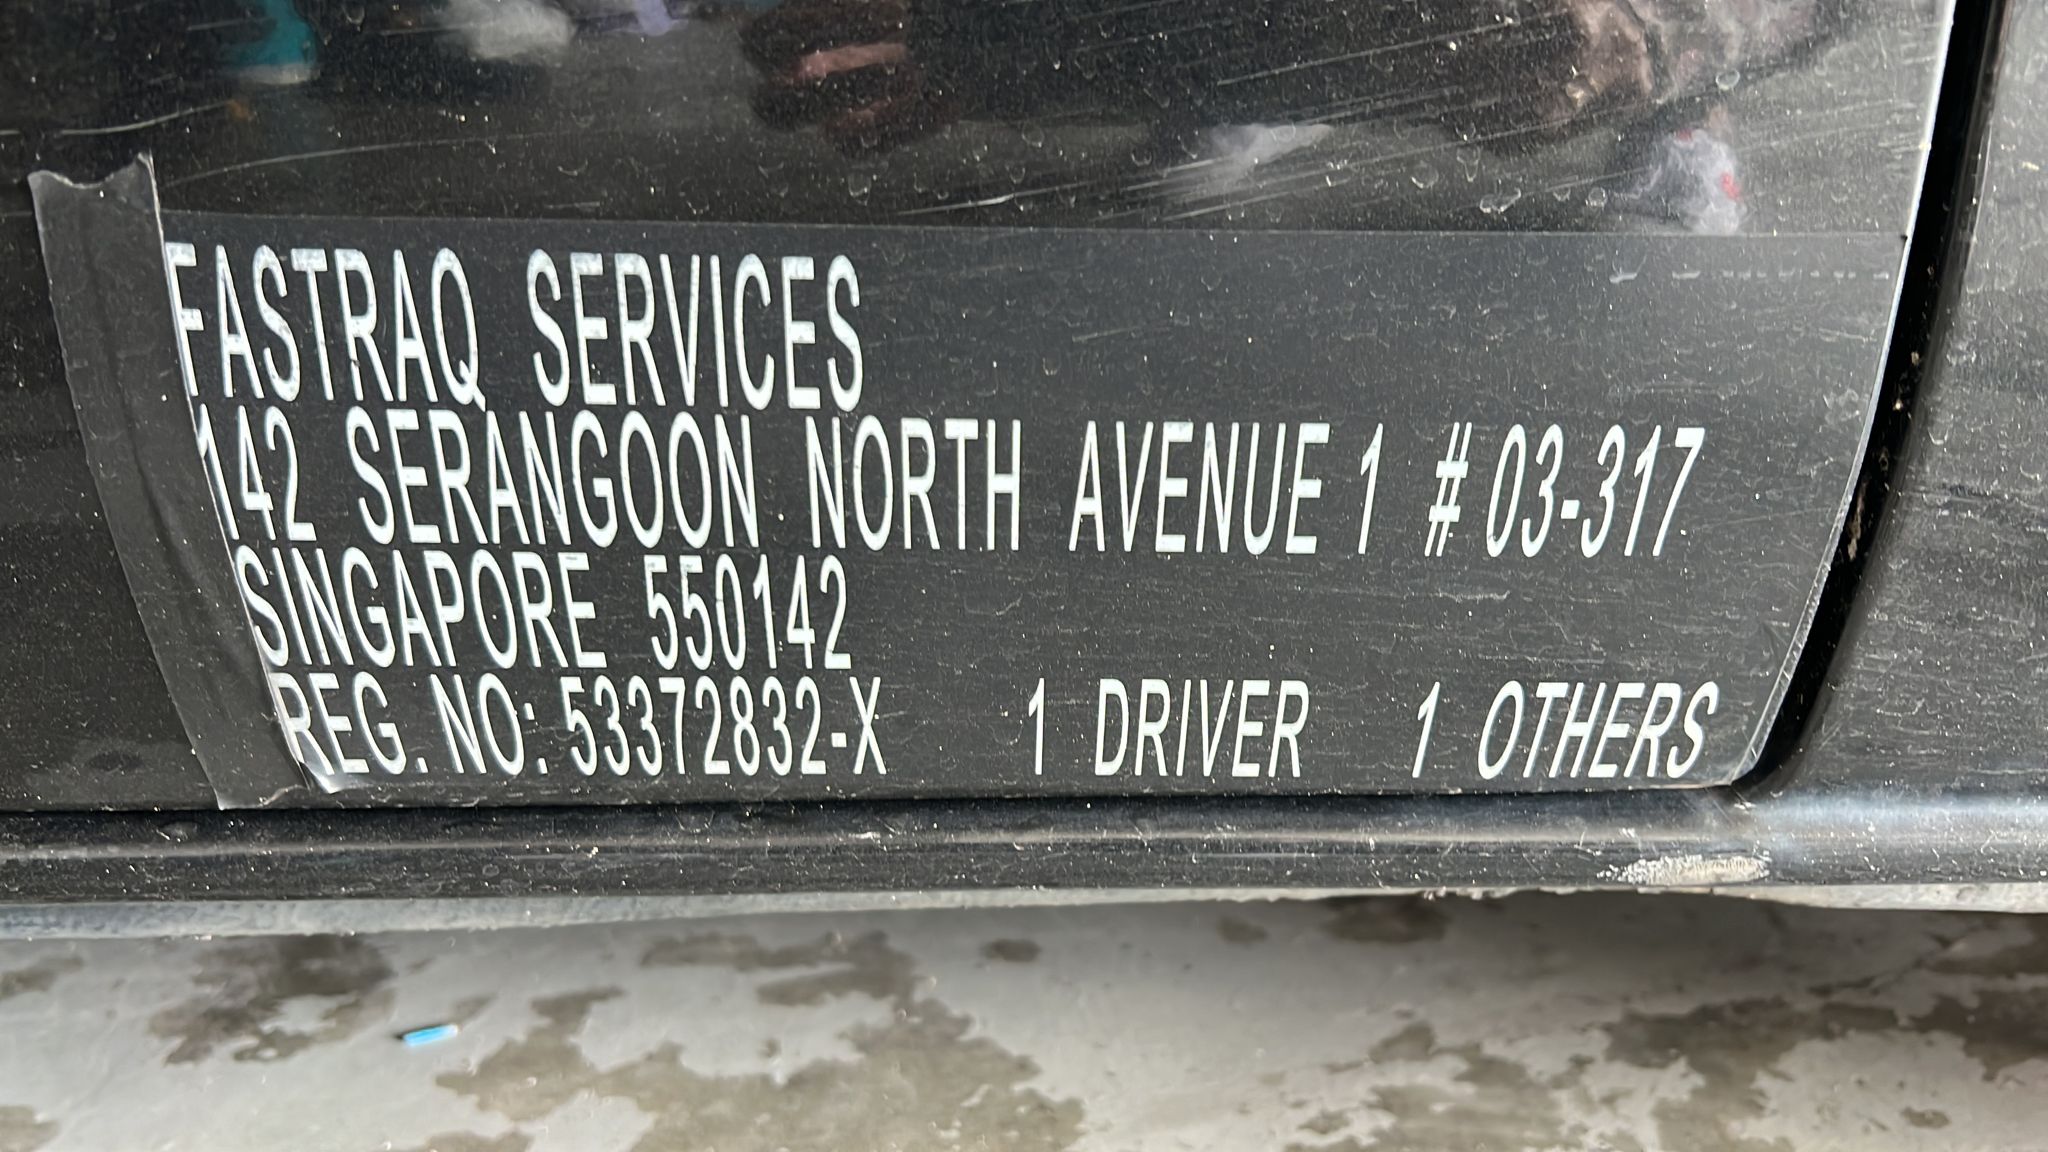 FASTRAQ SERVICES
142 SERANGOON NORTH AVENUE 1 # 03-317
SINGAPORE 550142
REG. NO: 53372832-X 1 DRIVER 1 OTHERS